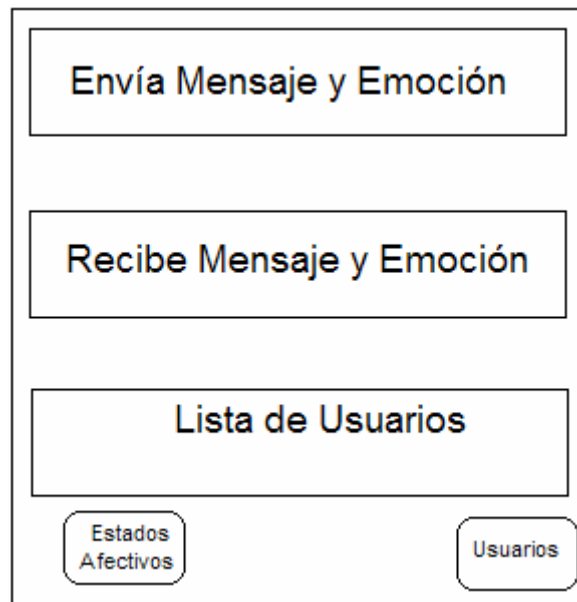 Envía Mensaje y Emoción
Recibe Mensaje y Emoción
Lista de Usuarios
Estados
Afectivos
Usuarios